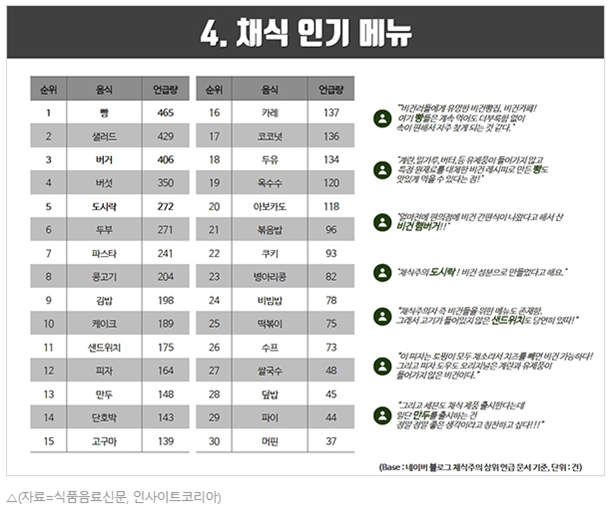 4. 채식 인기 메뉴
순위 음식 언급량 순위 음식 언급량
1 빵 465 16 카레 137
2 샐러드 429 17 코코넛 136
3 버거 406 18 두유 134
4 버섯 350 19 옥수수 120
5 도시락 272 20 아보카도 118
6 두부 271 21 볶음밥 96
7 파스타 241 22 쿠키 93
8 콩고기 204 23 병아리콩 82
9 김밥 198 24 비빔밥 78
10 케이크 189 25 떡볶이 75
11 샌드위치 175 26 수프 73
12 피자 164 27 쌀국수 48
13 만두 148 28 덮밥 45
14 단호박 143 29 파이 44
15 고구마 139 30 머핀 37
"비건러들에게 유명한 비건빵집, 비건카페!
여기 빵들은 계속 먹어도 더부룩함 없이
속이 편해서 자주 찾게 되는 것 같다."
"계란, 밀가루, 버터, 등 유제품이 들어가지 않고
특정 원재료를 대체한 비건 레시피로 만든 빵도
맛있게 먹을 수 있다는 점!"
"얼마전에 편의점에 비건 간편식이 나왔다고 해서 산
비건 햄버거!!"
"채식주의 도시락! 비건 성분으로 만들었다고 해요."
"채식주의자 즉 비건들을 위한 메뉴도 존재함.
그래서 고기가 들어있지 않은 샌드위치도 당연히 있따!"
"이 피자는 토핑이 모두 채소라서 치즈를 빼면 비건 가능하다!
그리고 피자 도우도 오리지널은 계란과 유제품이
들어가지 않은 비건이다."
"그리고 세븐도 채식 제품 출시한다는데
일단 만두를 출시하는 건
정말 정말 좋은 생각이라고 칭찬하고 싶다!!!"
(Base : 네이버 블로그 채식주의 상위 언급 문서 기준, 단위 : 건)
△(자료=식품음료신문, 인사이트코리아)